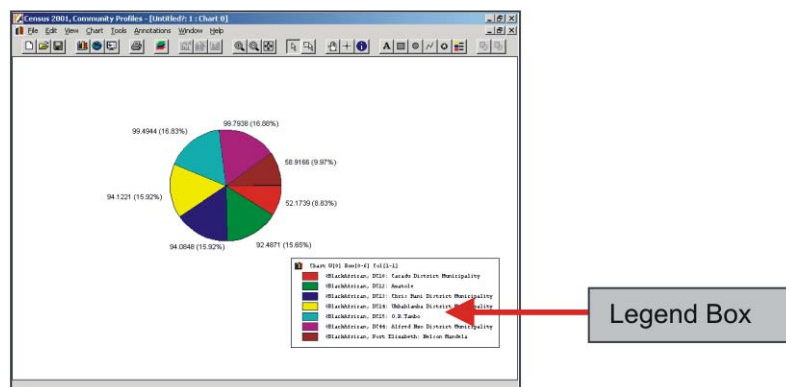 Census 2001, Community Profiles - [Untitled?: 1 : Chart 0]
File Edit View Chart Tools Annotations Window Help
99.7938 (16.88%)
99.4944 (16.83%)
58.9166 (9.97%)
94.1221 (15.92%)
52.1739 (8.83%)
94.0848 (15.92%)
92.4871 (15.65%)
Chart 0[0] Row[0-6] Col[1-1]
(BlackAfrican, DC10: Cacadu District Municipality
(BlackAfrican, DC12: Amatole
(BlackAfrican, DC13: Chris Hani District Municipality
(BlackAfrican, DC14: Ukhahlamba District Municipality
(BlackAfrican, DC15: O.R.Tambo
(BlackAfrican, DC44: Alfred Nzo District Municipality
(BlackAfrican, Port Elizabeth: Nelson Mandela
Legend Box